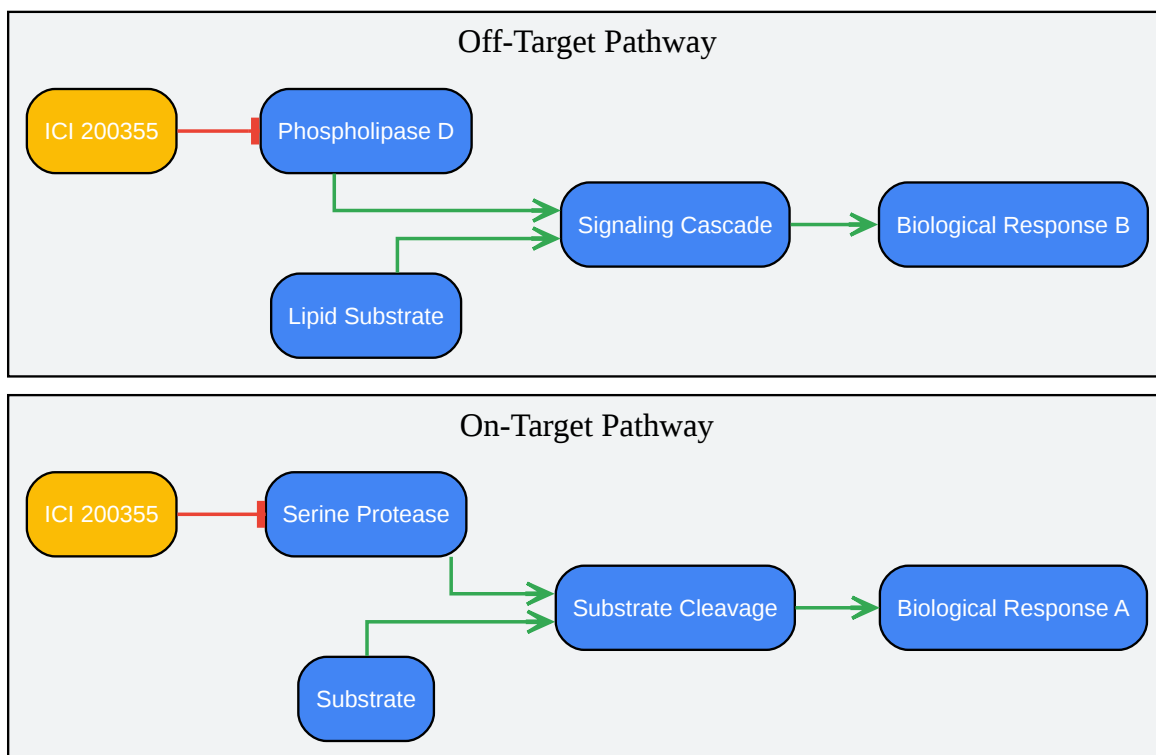 Off-Target Pathway
ICI 200355
Phospholipase D
Signaling Cascade
Biological Response B
Lipid Substrate
On-Target Pathway
ICI 200355
Serine Protease
Substrate Cleavage
Biological Response A
Substrate